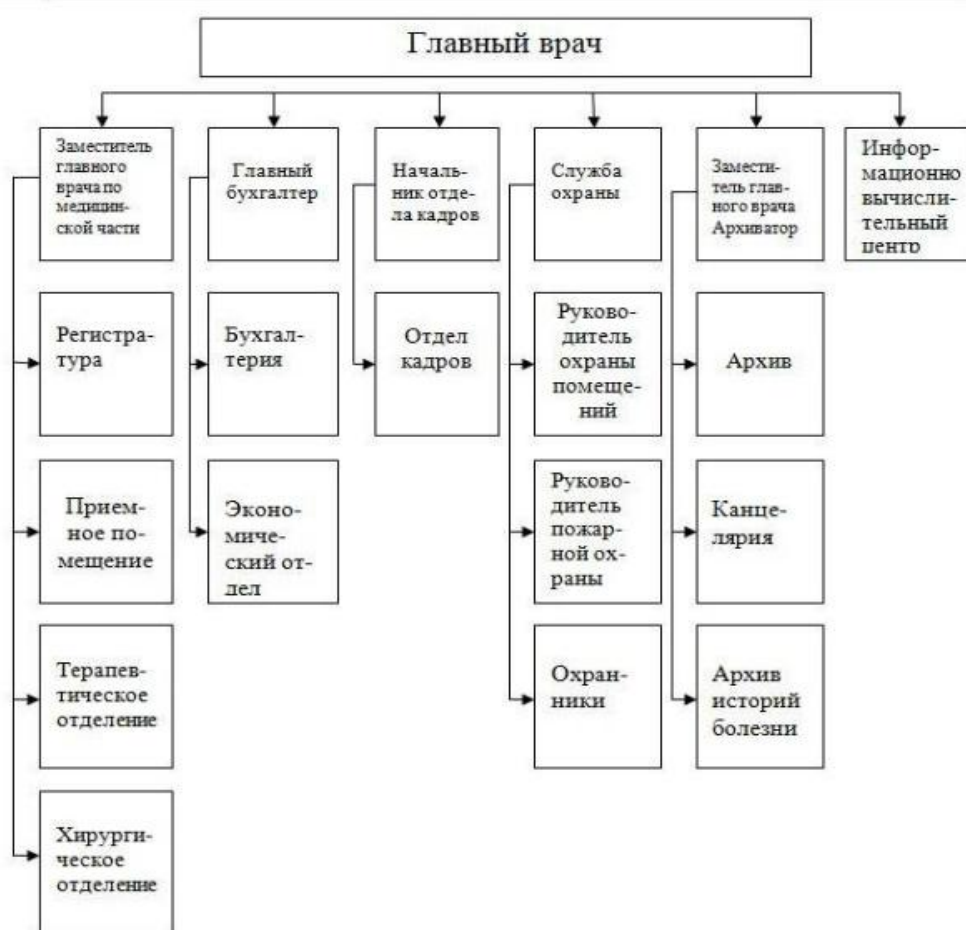 Главный врач
Заместитель
главного
врача по
медицин-
ской части
Главный
бухгалтер
Началь-
ник отде-
ла кадров
Служба
охраны
Замести-
тель глав-
ного врача
Архиватор
Инфор-
мационно
вычисли-
тельный
центр
Регистра-
тура
Бухгал-
терия
Отдел
кадров
Руково-
дитель
охраны
помеще-
ний
Архив
Прием-
ное по-
мещение
Эконо-
миче-
ский от-
дел
Руково-
дитель
пожар-
ной ох-
раны
Канце-
лярия
Терапев-
тическое
отделение
Охран-
ники
Архив
историй
болезни
Хирурги-
ческое
отделение